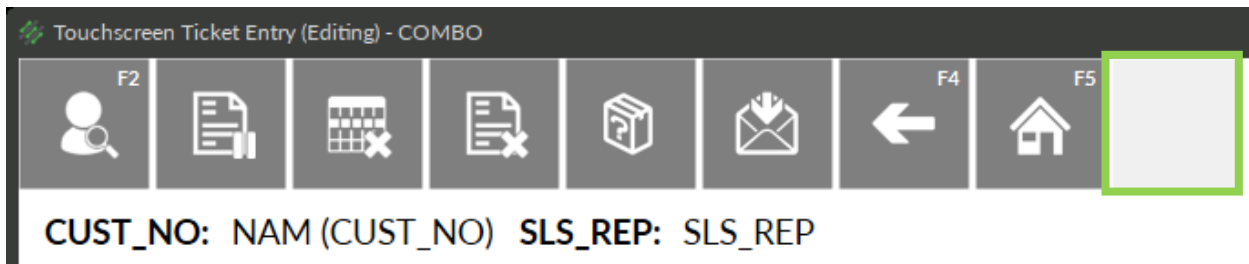 Touchscreen Ticket Entry (Editing) - COMBO
F2 F4 F5
CUST_NO: NAM (CUST_NO) SLS_REP: SLS_REP